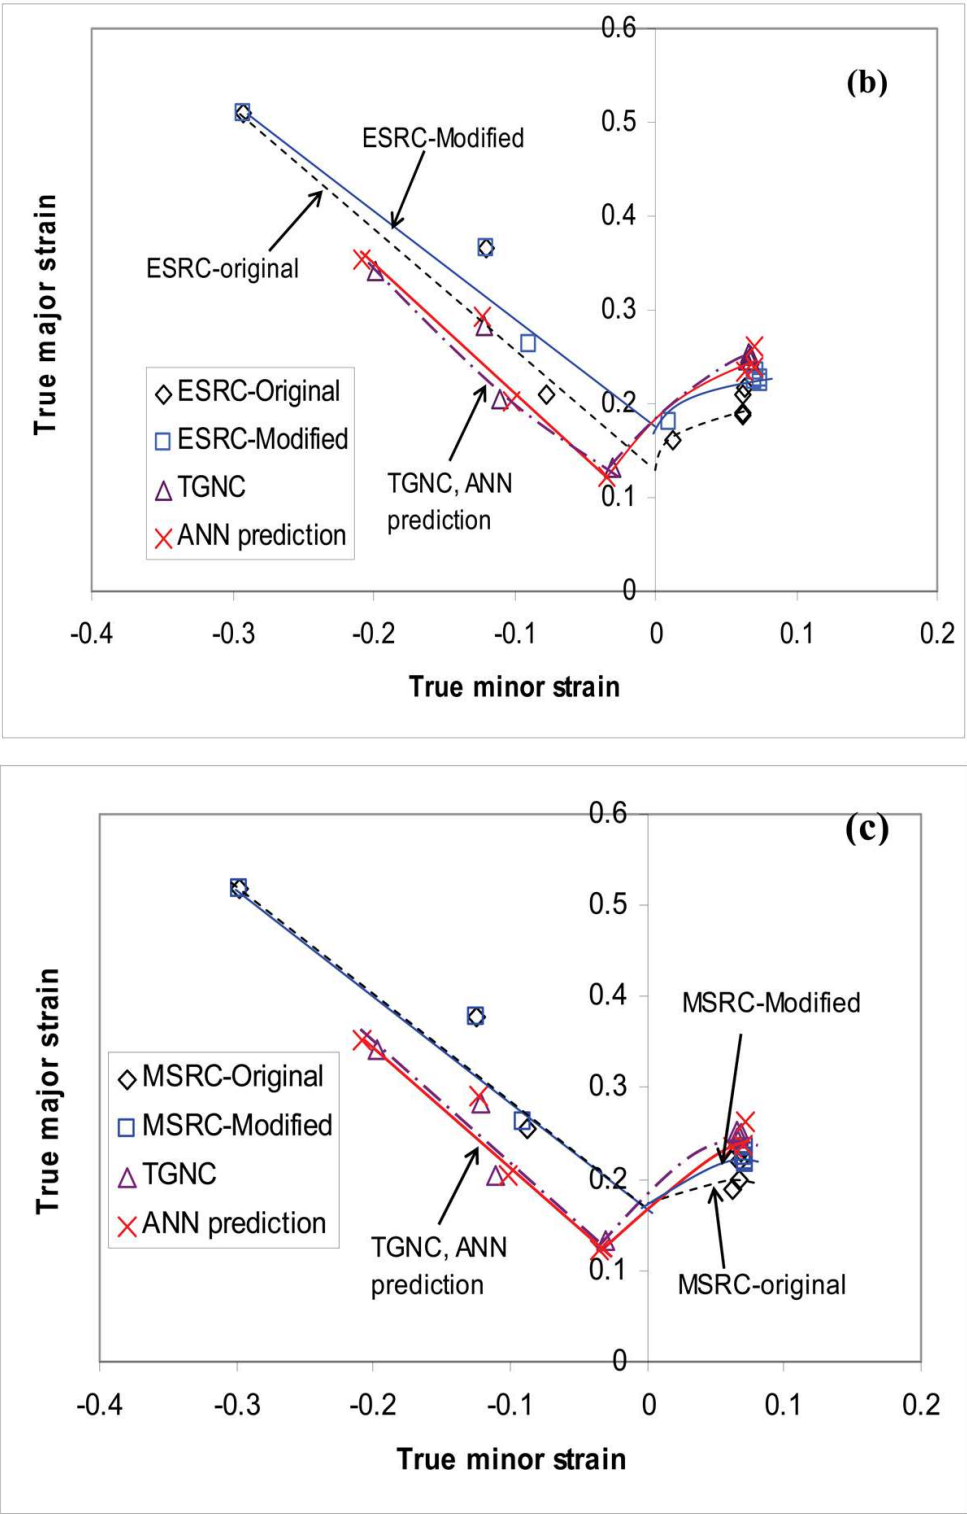 (b)
True major strain
0.6
0.5
0.4
0.3
0.2
0.1
0
ESRC-Modified
ESRC-original
ESRC-Original
ESRC-Modified
TGNC
ANN prediction
TGNC, ANN
prediction
-0.4 -0.3 -0.2 -0.1 0 0.1 0.2
True minor strain
(c)
True major strain
0.6
0.5
0.4
0.3
0.2
0.1
0
MSRC-Modified
MSRC-Original
MSRC-Modified
TGNC
ANN prediction
TGNC, ANN
prediction
MSRC-original
-0.4 -0.3 -0.2 -0.1 0 0.1 0.2
True minor strain